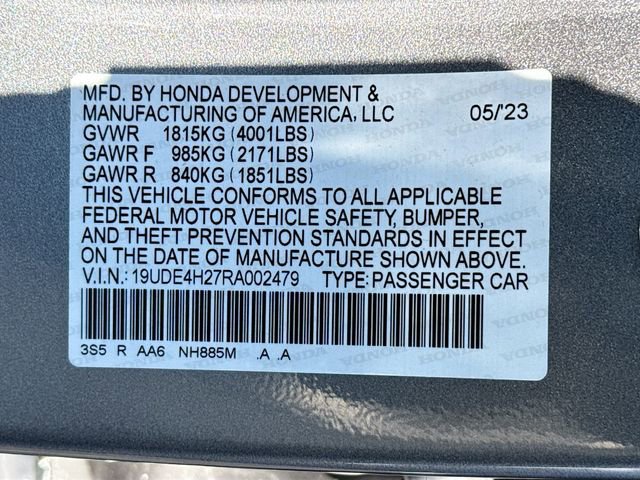 MFD. BY HONDA DEVELOPMENT &
MANUFACTURING OF AMERICA, LLC 05/'23
GVWR 1815KG (4001LBS)
GAWR F 985KG (2171LBS)
GAWR R 840KG (1851LBS)
THIS VEHICLE CONFORMS TO ALL APPLICABLE
FEDERAL MOTOR VEHICLE SAFETY, BUMPER,
AND THEFT PREVENTION STANDARDS IN EFFECT
ON THE DATE OF MANUFACTURE SHOWN ABOVE.
V.I.N.: 19UDE4H27RA002479 TYPE: PASSENGER CAR
3S5 R AA6 NH885M .A .A